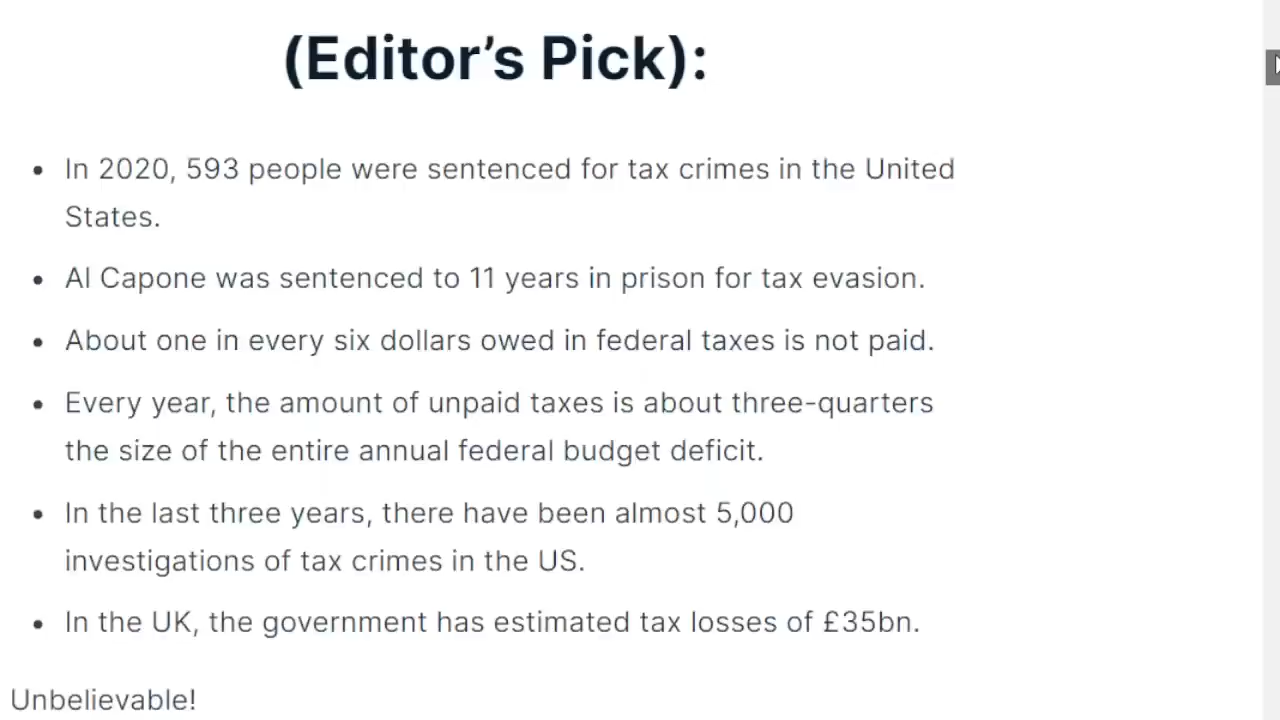 (Editor’s Pick):
• In 2020, 593 people were sentenced for tax crimes in the United
States.
• Al Capone was sentenced to 11 years in prison for tax evasion.
• About one in every six dollars owed in federal taxes is not paid.
• Every year, the amount of unpaid taxes is about three-quarters
the size of the entire annual federal budget deficit.
• In the last three years, there have been almost 5,000
investigations of tax crimes in the US.
• In the UK, the government has estimated tax losses of £35bn.
Unbelievable!